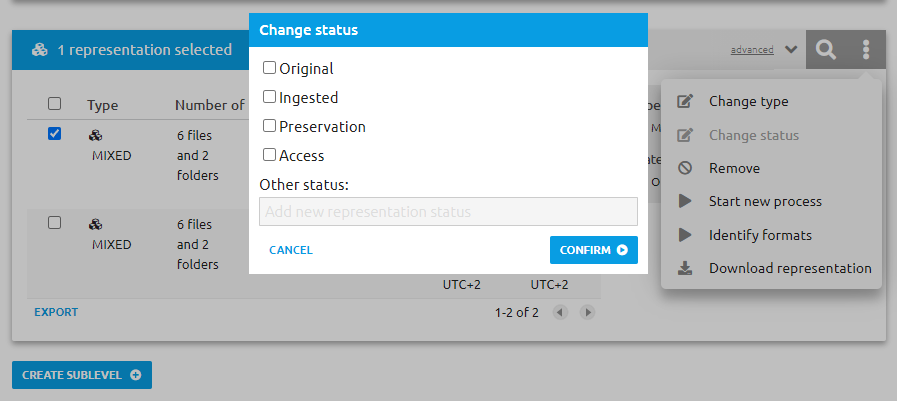 Change status
1 representation selected
advanced
Original
Ingested
Preservation
Access
Other status:
Add new representation status
CANCEL
CONFIRM
Type
Number of
MIXED
6 files
and 2
folders
MIXED
6 files
and 2
folders
UTC+2
UTC+2
EXPORT
1-2 of 2
Change type
Change status
Remove
Start new process
Identify formats
Download representation
CREATE SUBLEVEL